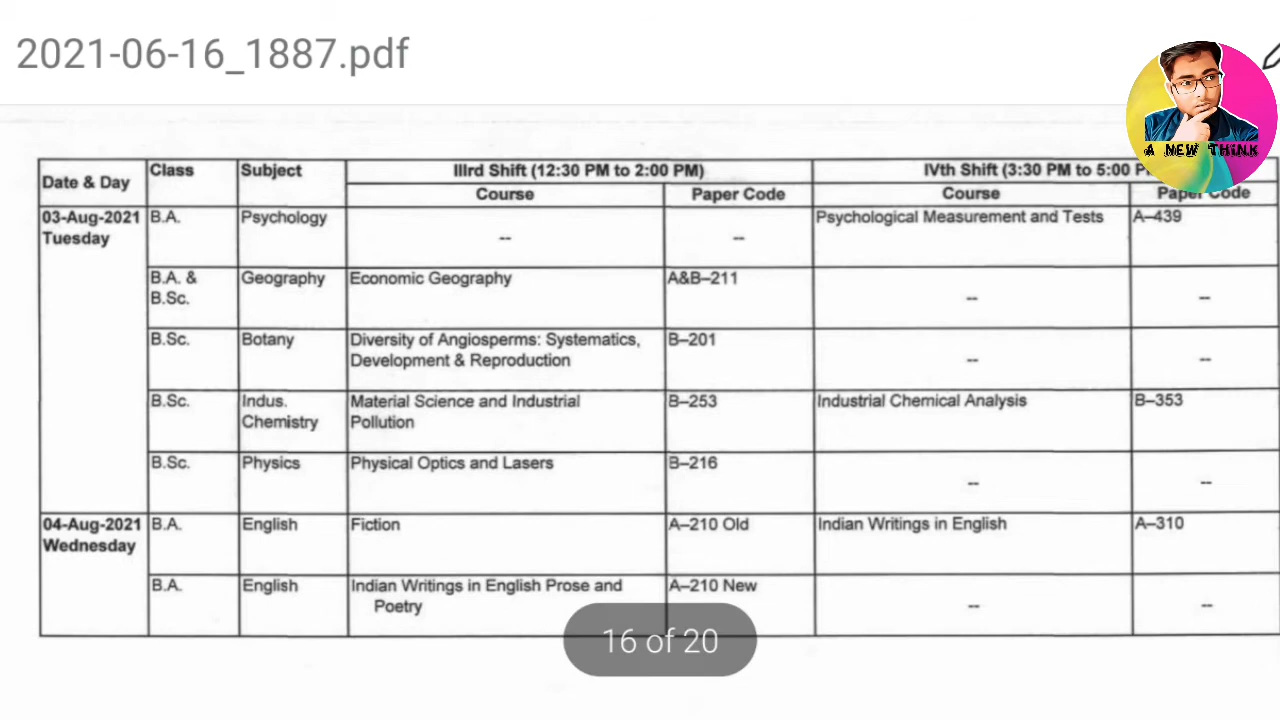 2021-06-16_1887.pdf
A NEW THINK
Date & Day Class Subject IIIrd Shift (12:30 PM to 2:00 PM) IVth Shift (3:30 PM to 5:00
Course Paper Code Course Paper Code
03-Aug-2021 B.A. Psychology -- -- Psychological Measurement and Tests A–439
Tuesday
B.A. & Geography Economic Geography A&B–211 -- --
B.Sc.
B.Sc. Botany Diversity of Angiosperms: Systematics, B–201 -- --
Development & Reproduction
B.Sc. Indus. Material Science and Industrial B–253 Industrial Chemical Analysis B–353
Chemistry Pollution
B.Sc. Physics Physical Optics and Lasers B–216 -- --
04-Aug-2021 B.A. English Fiction A–210 Old Indian Writings in English A–310
Wednesday
B.A. English Indian Writings in English Prose and A–210 New -- --
Poetry
16 of 20